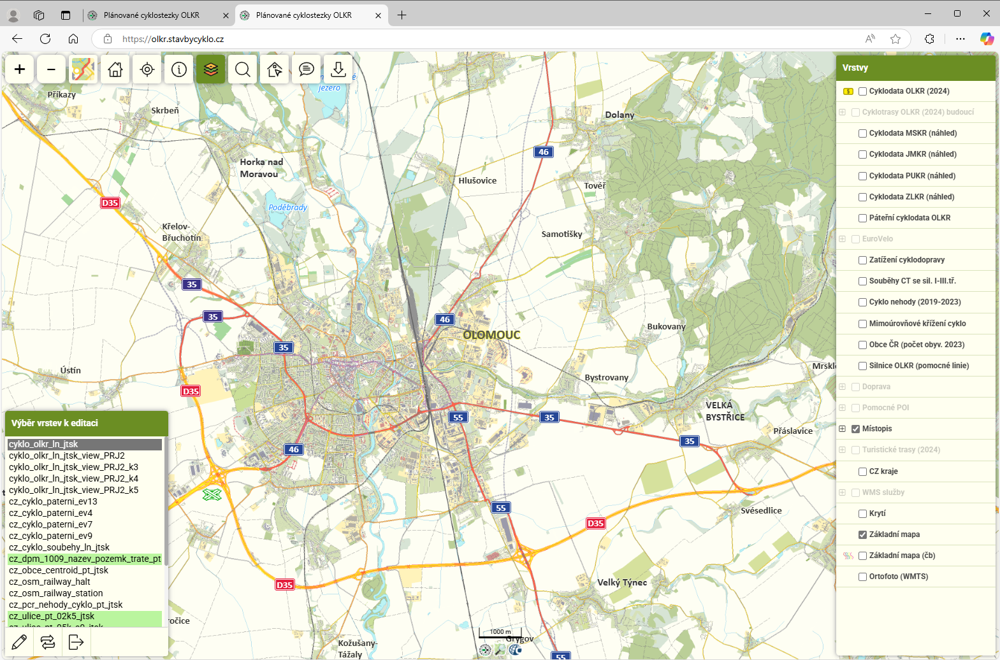 Plánované cyklostezky OLKR
Plánované cyklostezky OLKR
https://olkr.stavbycyklo.cz
jezero
Příkazy
Skrbeň
Dolany
46
Horka nad
Moravou
Hlušovice
Tovéř
D35
Poděbrady
Křelov-
Břuchotín
Samotišky
35
35
46
OLOMOUC
Bukovany
35
Ústín
Bystrovany
D35
VELKÁ
BYSTŘICE
55
35
Přáslavice
35
46
55
Svésedlice
D35
D35
Velký Týnec
1000 m
Grygov
Kožušany-
Tážaly
55
Vrstvy
Cyklodata OLKR (2024)
Cyklotrasy OLKR (2024) budoucí
Cyklodata MSKR (náhled)
Cyklodata JMKR (náhled)
Cyklodata PUKR (náhled)
Cyklodata ZLKR (náhled)
Páteřní cyklodata OLKR
EuroVelo
Zatížení cyklodopravy
Souběhy CT se sil. I-III.tř.
Cyklo nehody (2019-2023)
Mimoúrovňové křížení cyklo
Obce ČR (počet obyv. 2023)
Silnice OLKR (pomocné linie)
Doprava
Pomocné POI
Místopis
Turistické trasy (2024)
CZ kraje
WMS služby
Krytí
Základní mapa
Základní mapa (čb)
Ortofoto (WMTS)
Výběr vrstev k editaci
cyklo_olkr_ln_jtsk
cyklo_olkr_ln_jtsk_view_PRJ2
cyklo_olkr_ln_jtsk_view_PRJ2_k3
cyklo_olkr_ln_jtsk_view_PRJ2_k4
cyklo_olkr_ln_jtsk_view_PRJ2_k5
cz_cyklo_paterni_ev13
cz_cyklo_paterni_ev4
cz_cyklo_paterni_ev7
cz_cyklo_paterni_ev9
cz_cyklo_soubehy_ln_jtsk
cz_dpm_1009_nazev_pozemk_trate_pt
cz_obce_centroid_pt_jtsk
cz_osm_railway_halt
cz_osm_railway_station
cz_pcr_nehody_cyklo_pt_jtsk
cz_ulice_pt_02k5_jtsk